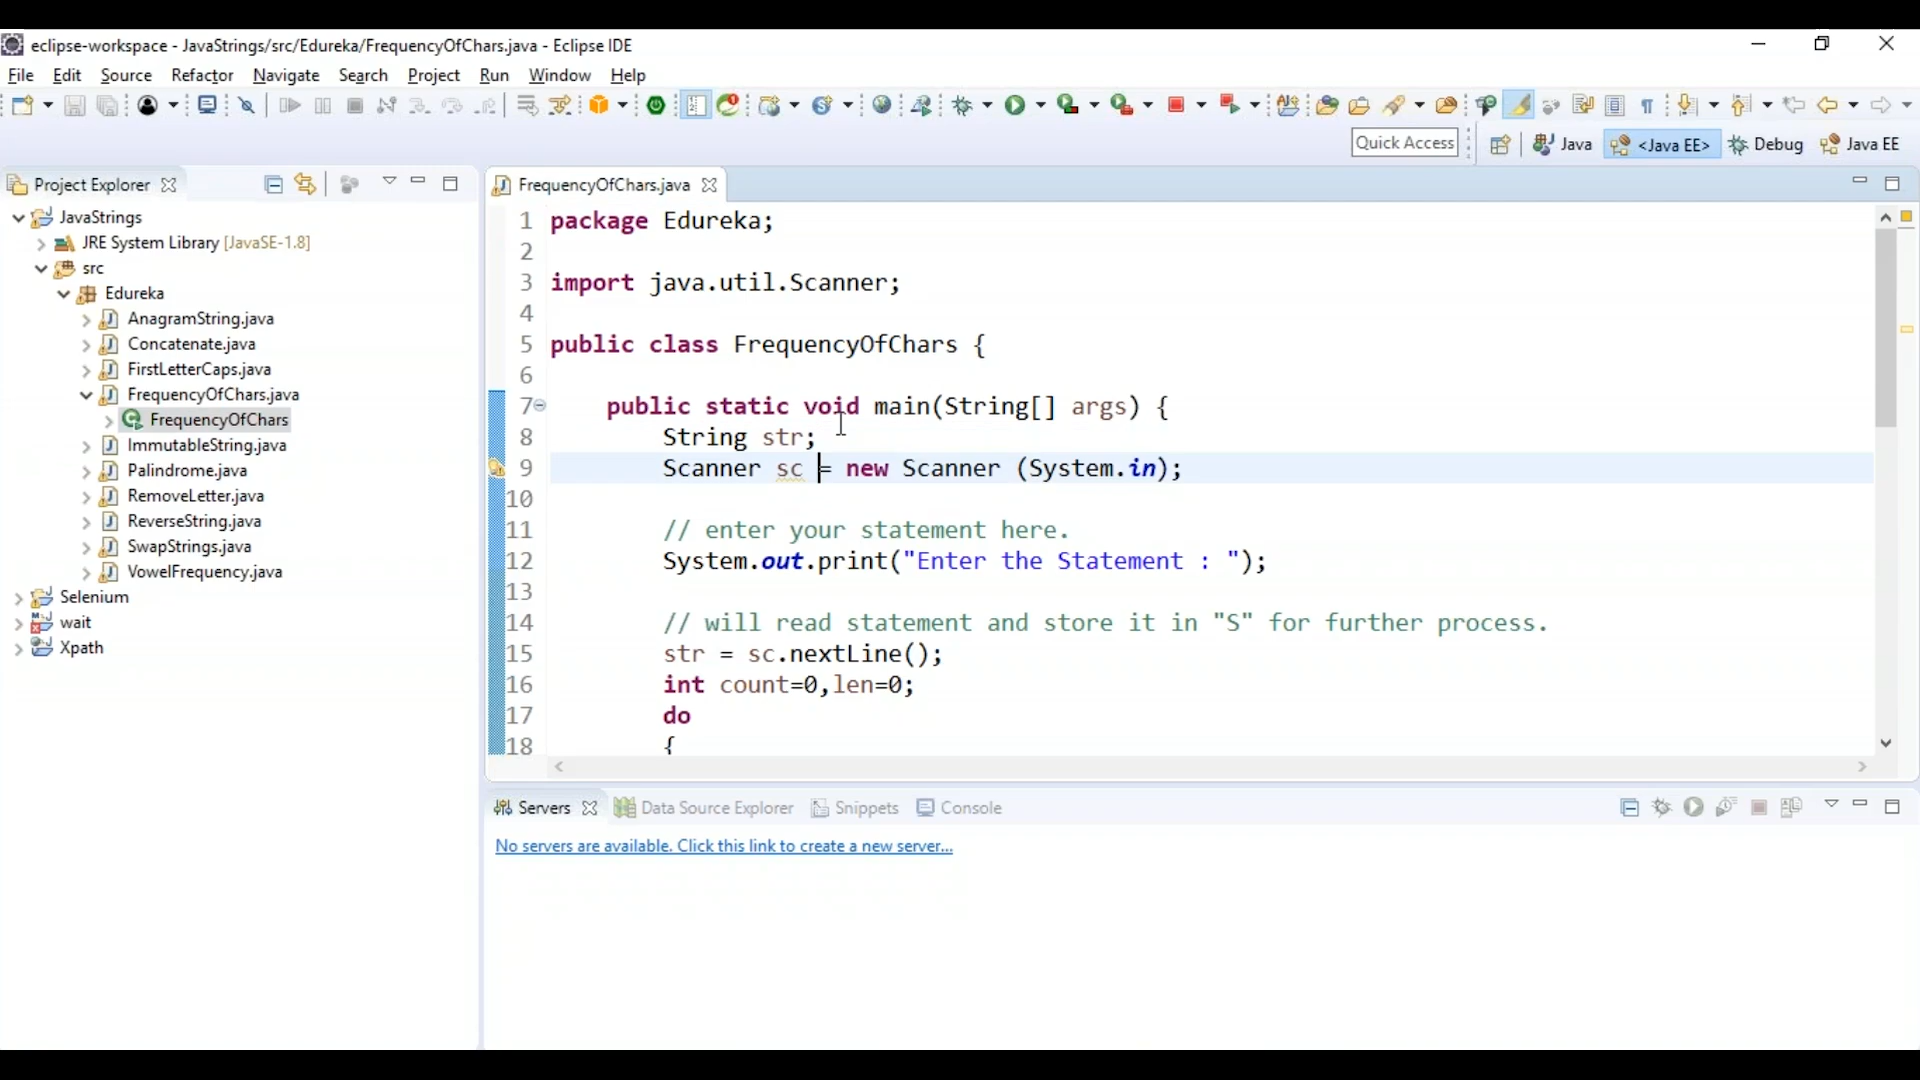 eclipse-workspace - JavaStrings/src/Edureka/FrequencyOfChars.java - Eclipse IDE
File Edit Source Refactor Navigate Search Project Run Window Help
Quick Access Java <Java EE> Debug Java EE
Project Explorer
JavaStrings
JRE System Library [JavaSE-1.8]
src
Edureka
AnagramString.java
Concatenate.java
FirstLetterCaps.java
FrequencyOfChars.java
FrequencyOfChars
ImmutableString.java
Palindrome.java
RemoveLetter.java
ReverseString.java
SwapStrings.java
VowelFrequency.java
Selenium
wait
Xpath
FrequencyOfChars.java
1 package Edureka;
2
3 import java.util.Scanner;
4
5 public class FrequencyOfChars {
6
7 public static void main(String[] args) {
8 String str;
9 Scanner sc = new Scanner (System.in);
10
11 // enter your statement here.
12 System.out.print("Enter the Statement : ");
13
14 // will read statement and store it in "S" for further process.
15 str = sc.nextLine();
16 int count=0,len=0;
17 do
18 {
Servers Data Source Explorer Snippets Console
No servers are available. Click this link to create a new server...